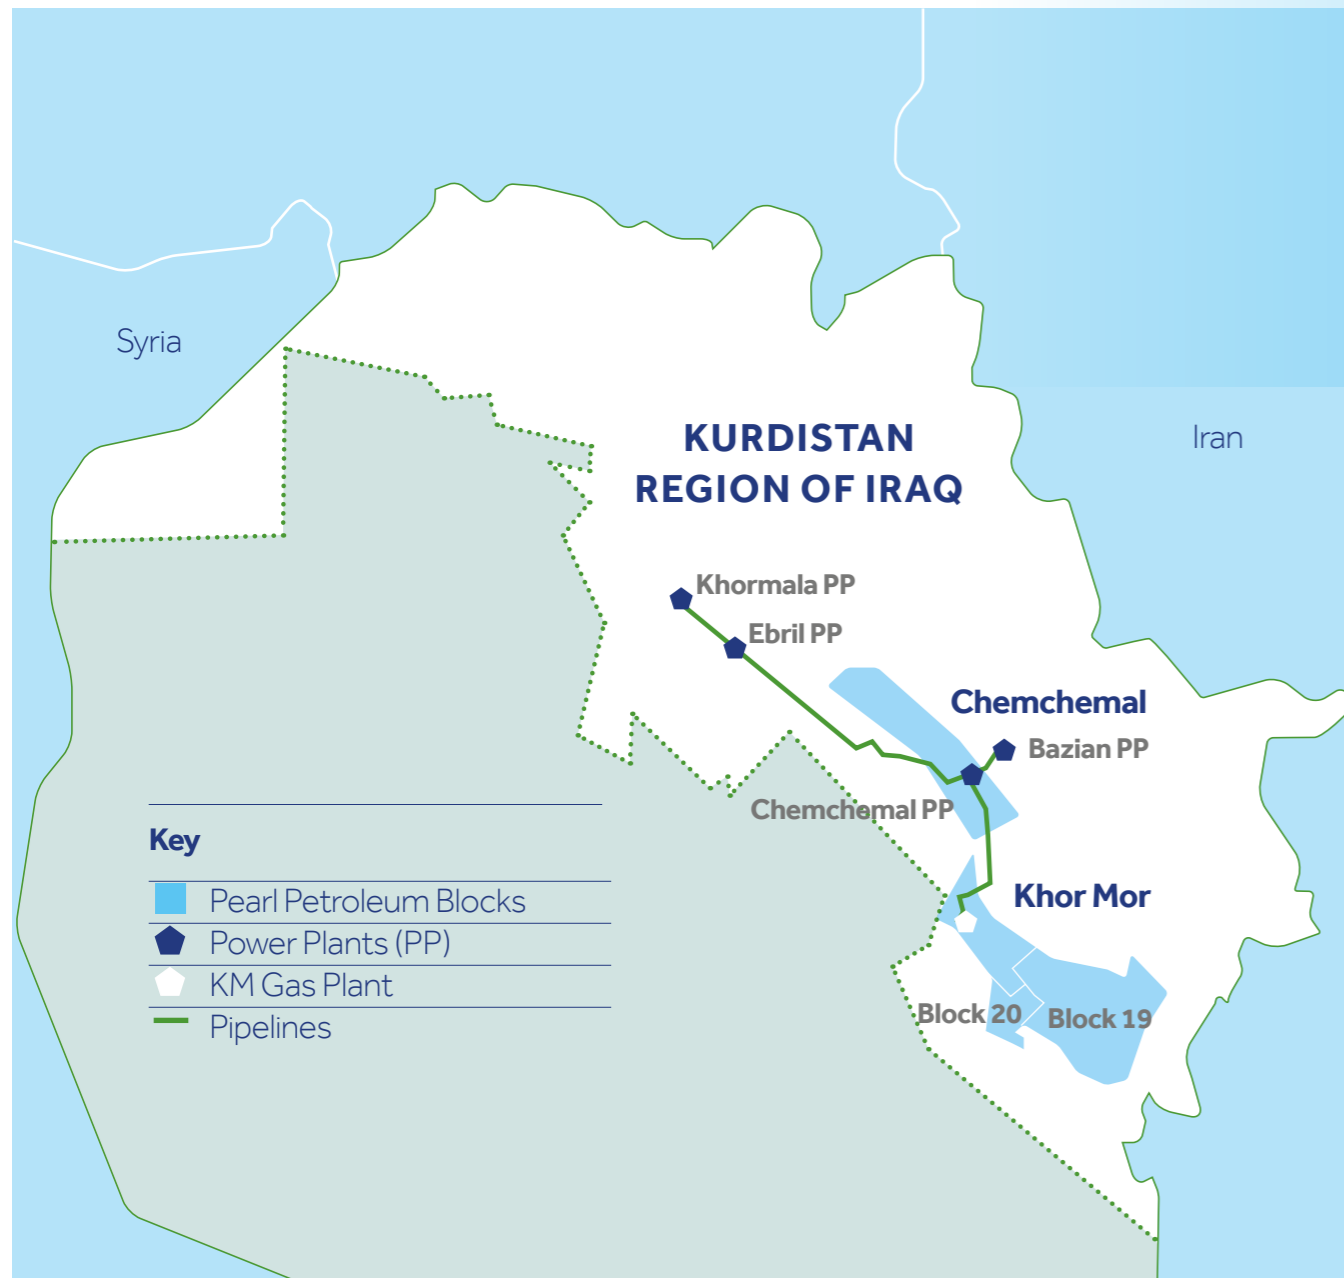 Syria
Iran
KURDISTAN
REGION OF IRAQ
Khormala PP
Ebril PP
Chemchemal
Bazian PP
Chemchemal PP
Key
Pearl Petroleum Blocks
Power Plants (PP)
KM Gas Plant
Pipelines
Khor Mor
Block 20
Block 19